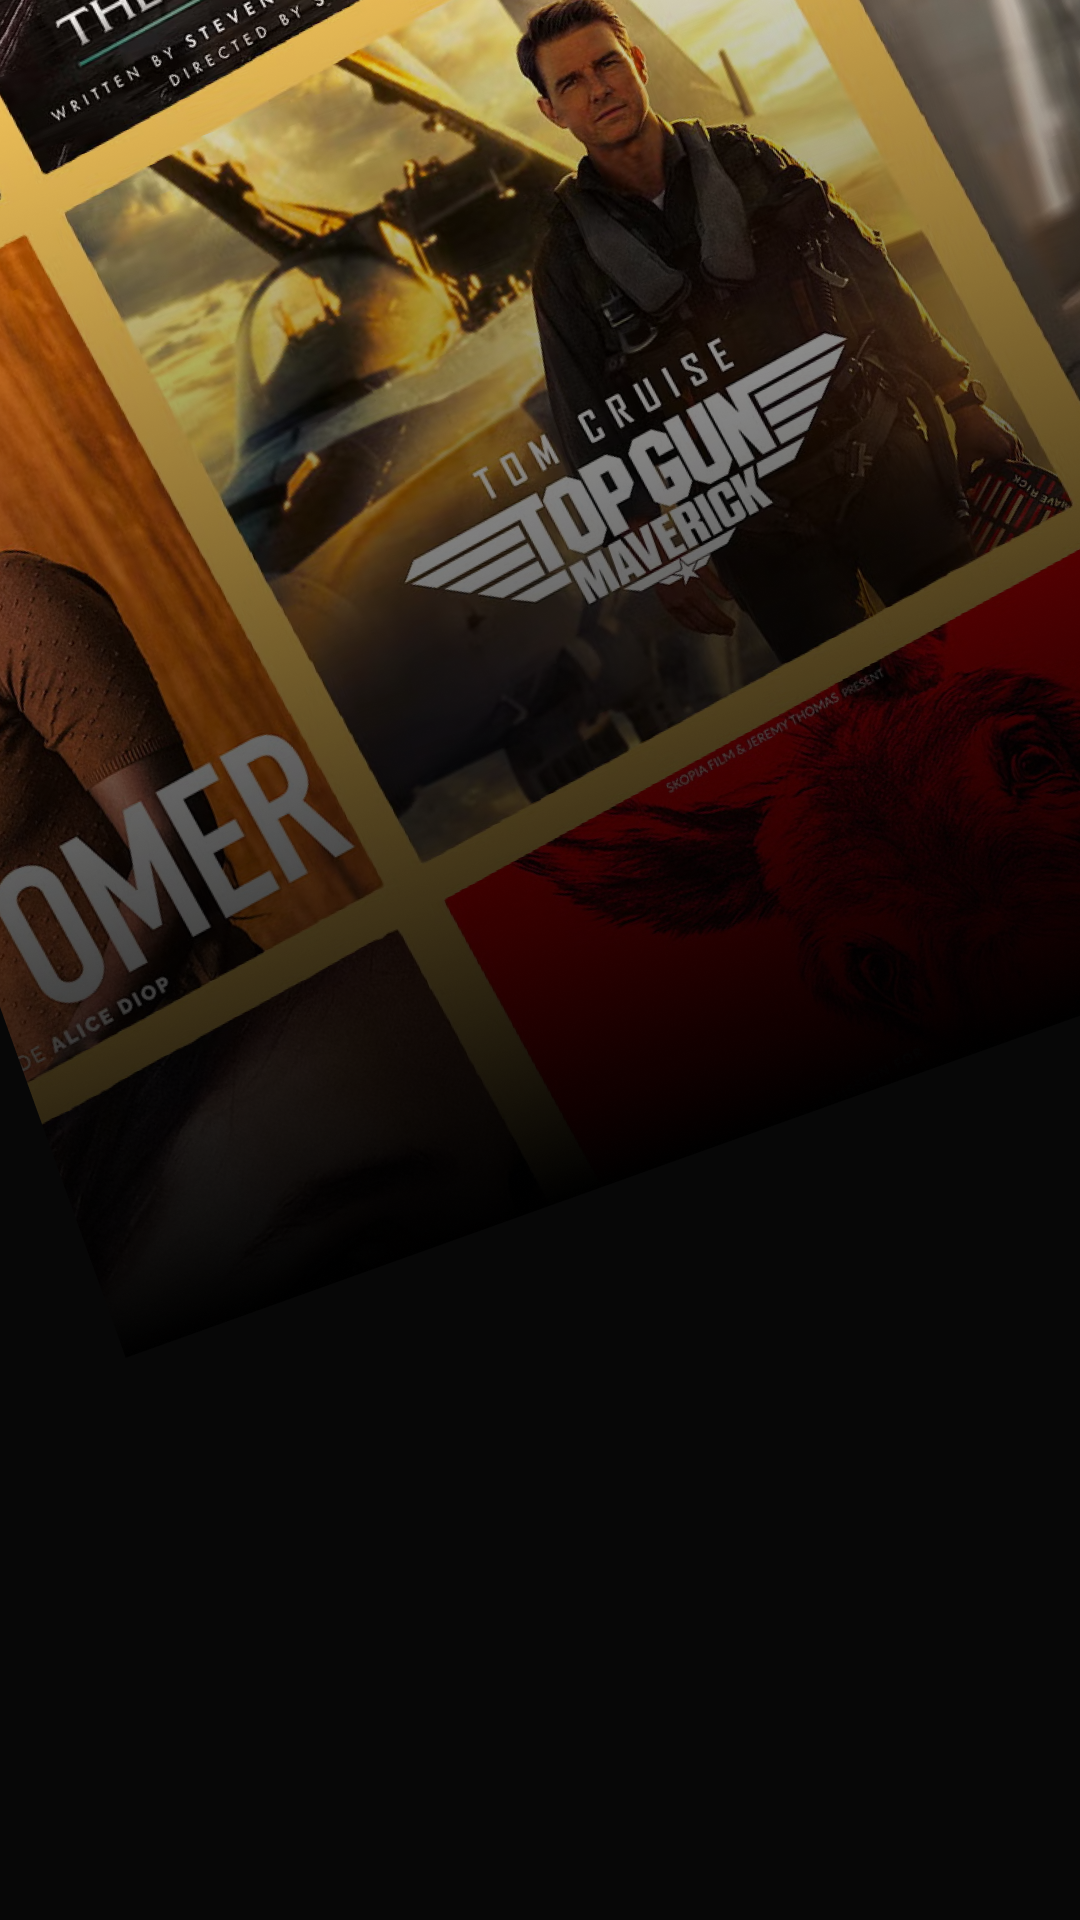 WRITTEN BY STEVEN
DIRECTED BY
TOM CRUISE
TOP GUN
MAVERICK
MAVERICK
SKOPIA FILM & JEREMY THOMAS PRESENT
OMER
DE ALICE DIOP